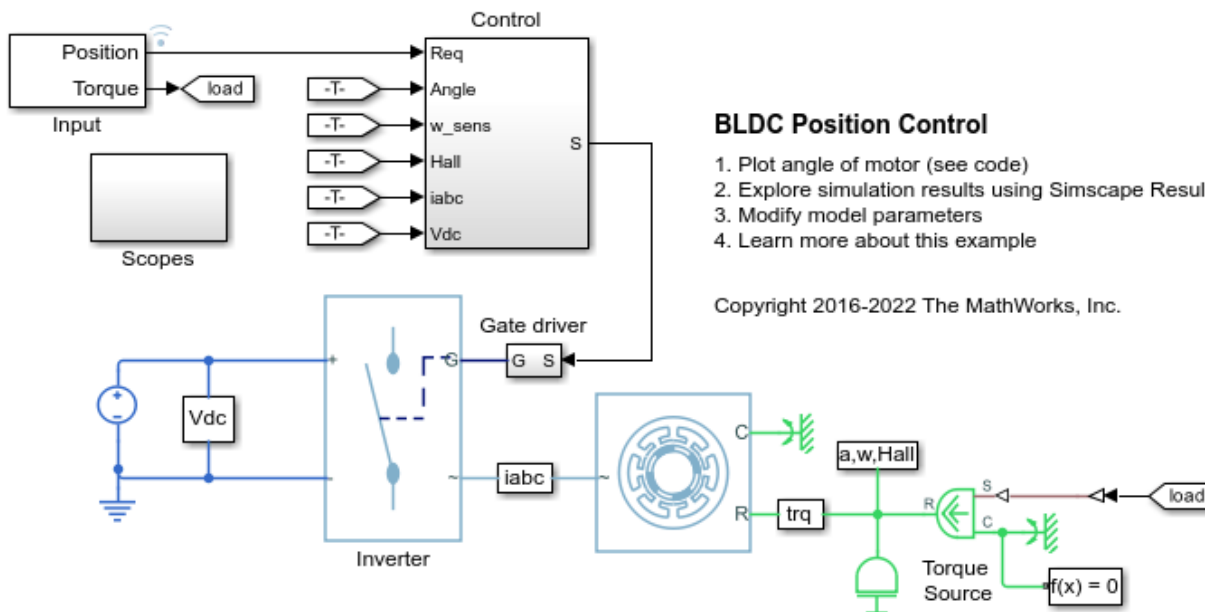 Control
Position
Torque
load
Input
Scopes
Req
Angle
w_sens
Hall
iabc
Vdc
S
-T-
-T-
-T-
-T-
-T-
BLDC Position Control
1. Plot angle of motor (see code)
2. Explore simulation results using Simscape Resul
3. Modify model parameters
4. Learn more about this example
Copyright 2016-2022 The MathWorks, Inc.
Gate driver
G S
G
+
-
~
Vdc
Inverter
iabc
~
C
R
trq
a,w,Hall
R
S
C
load
Torque
Source
f(x) = 0